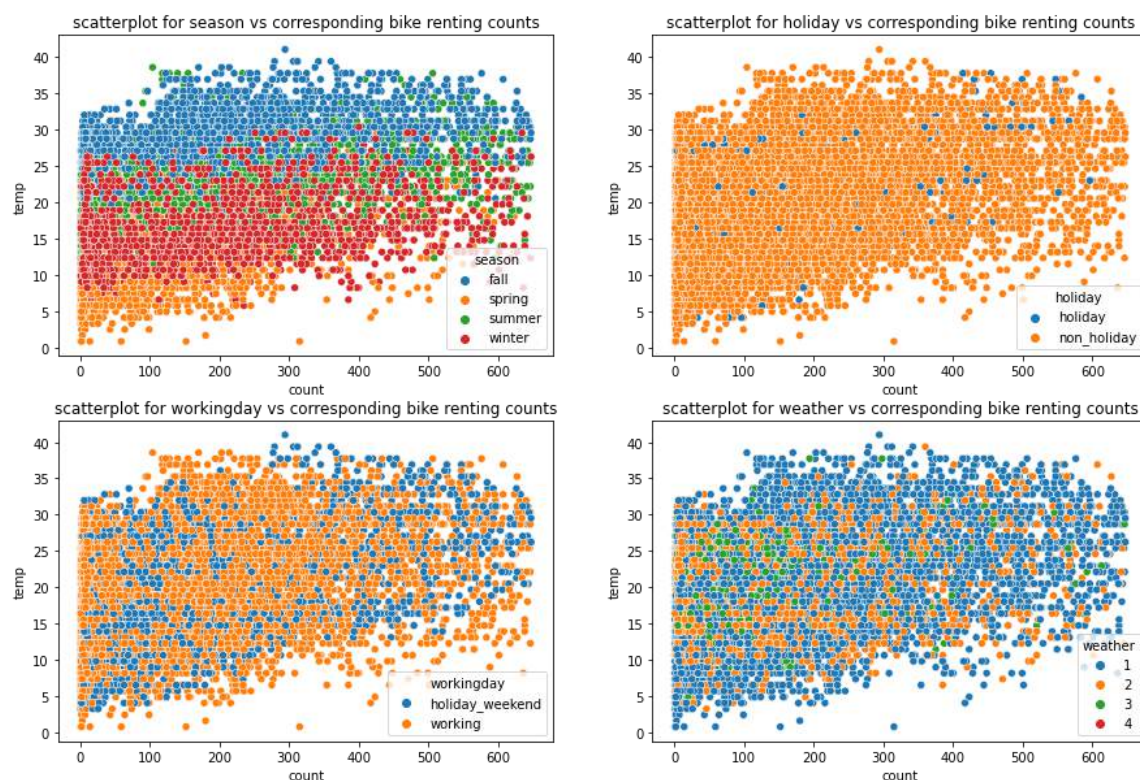 scatterplot for season vs corresponding bike renting counts
temp
40
35
30
25
20
15
10
5
0
season
fall
spring
summer
winter
0 100 200 300 400 500 600
count
scatterplot for holiday vs corresponding bike renting counts
temp
40
35
30
25
20
15
10
5
0
holiday
holiday
non_holiday
0 100 200 300 400 500 600
count
scatterplot for workingday vs corresponding bike renting counts
temp
40
35
30
25
20
15
10
5
0
workingday
holiday_weekend
working
0 100 200 300 400 500 600
count
scatterplot for weather vs corresponding bike renting counts
temp
40
35
30
25
20
15
10
5
0
weather
1
2
3
4
0 100 200 300 400 500 600
count